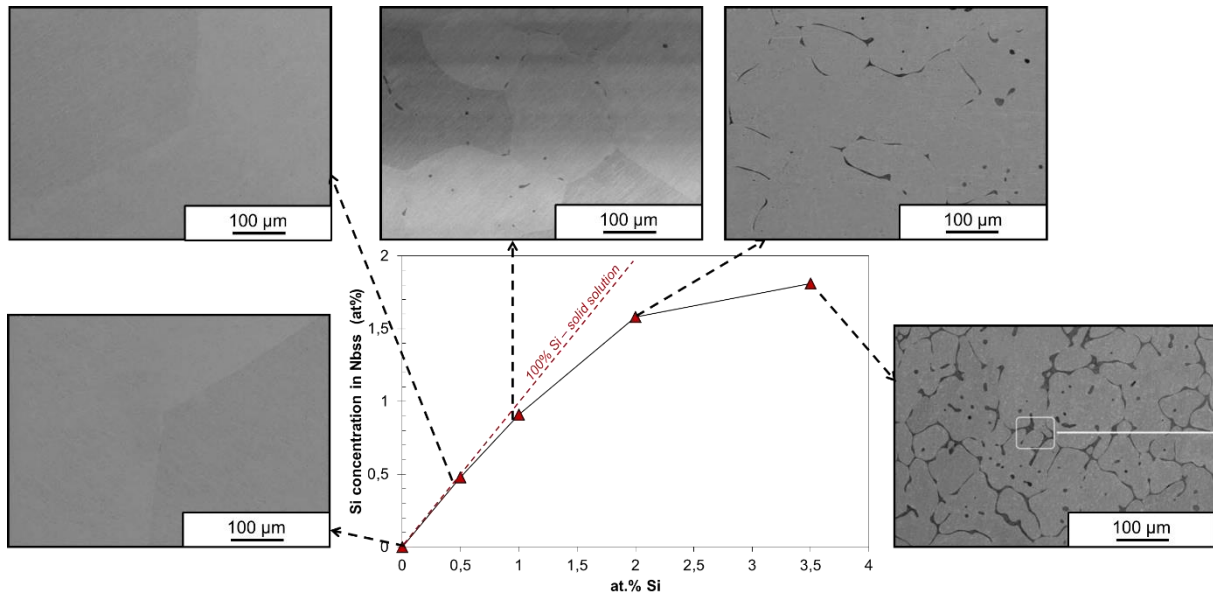 100 µm
100 µm
100 µm
100 µm
100 µm
Si concentration in Nbss (at%)
100% Si – solid solution
2
1,5
1
0,5
0
0 0,5 1 1,5 2 2,5 3 3,5 4
at.% Si